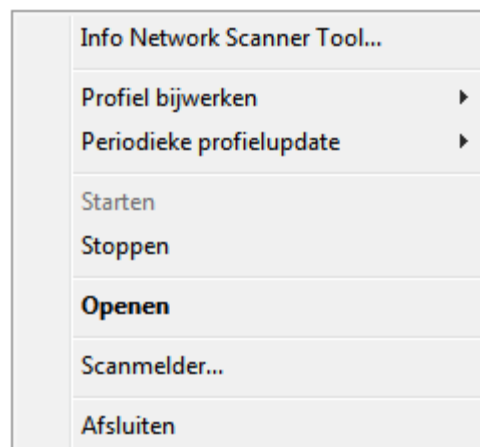 Info Network Scanner Tool...
Profiel bijwerken
Periodieke profielupdate
Starten
Stoppen
Openen
Scanmelder...
Afsluiten